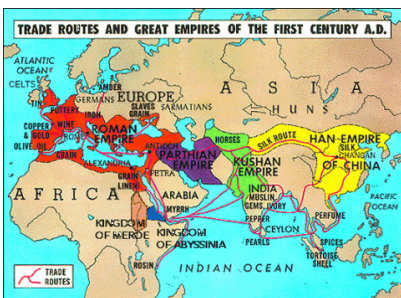 TRADE ROUTES AND GREAT EMPIRES OF THE FIRST CENTURY A.D.
ATLANTIC
OCEAN
CELTS
TIN
AMBER
GERMANS
EUROPE
SLAVES
GRAIN
SARMATIANS
ASIA
HUNS
POTTERY
IRON
WINE
COPPER
& GOLD
ROME
ROMAN
EMPIRE
OLIVE OIL
GRAIN
ALEXANDRIA
ANTIOCH
PARTHIAN
EMPIRE
HORSES
KUSHAN
EMPIRE
SILK ROUTE
HAN EMPIRE
SILK
CHANGAN
OF CHINA
PETRA
GRAIN
LINEN
AFRICA
ARABIA
MYRRH
INDIA
MUSLIN
GEMS, IVORY
PACIFIC
OCEAN
KINGDOM
OF MEROE
KINGDOM
OF ABYSSINIA
PEPPER
CEYLON
PEARLS
PERFUME
SPICES
TORTOISE
SHELL
ROSIN
INDIAN OCEAN
TRADE
ROUTES